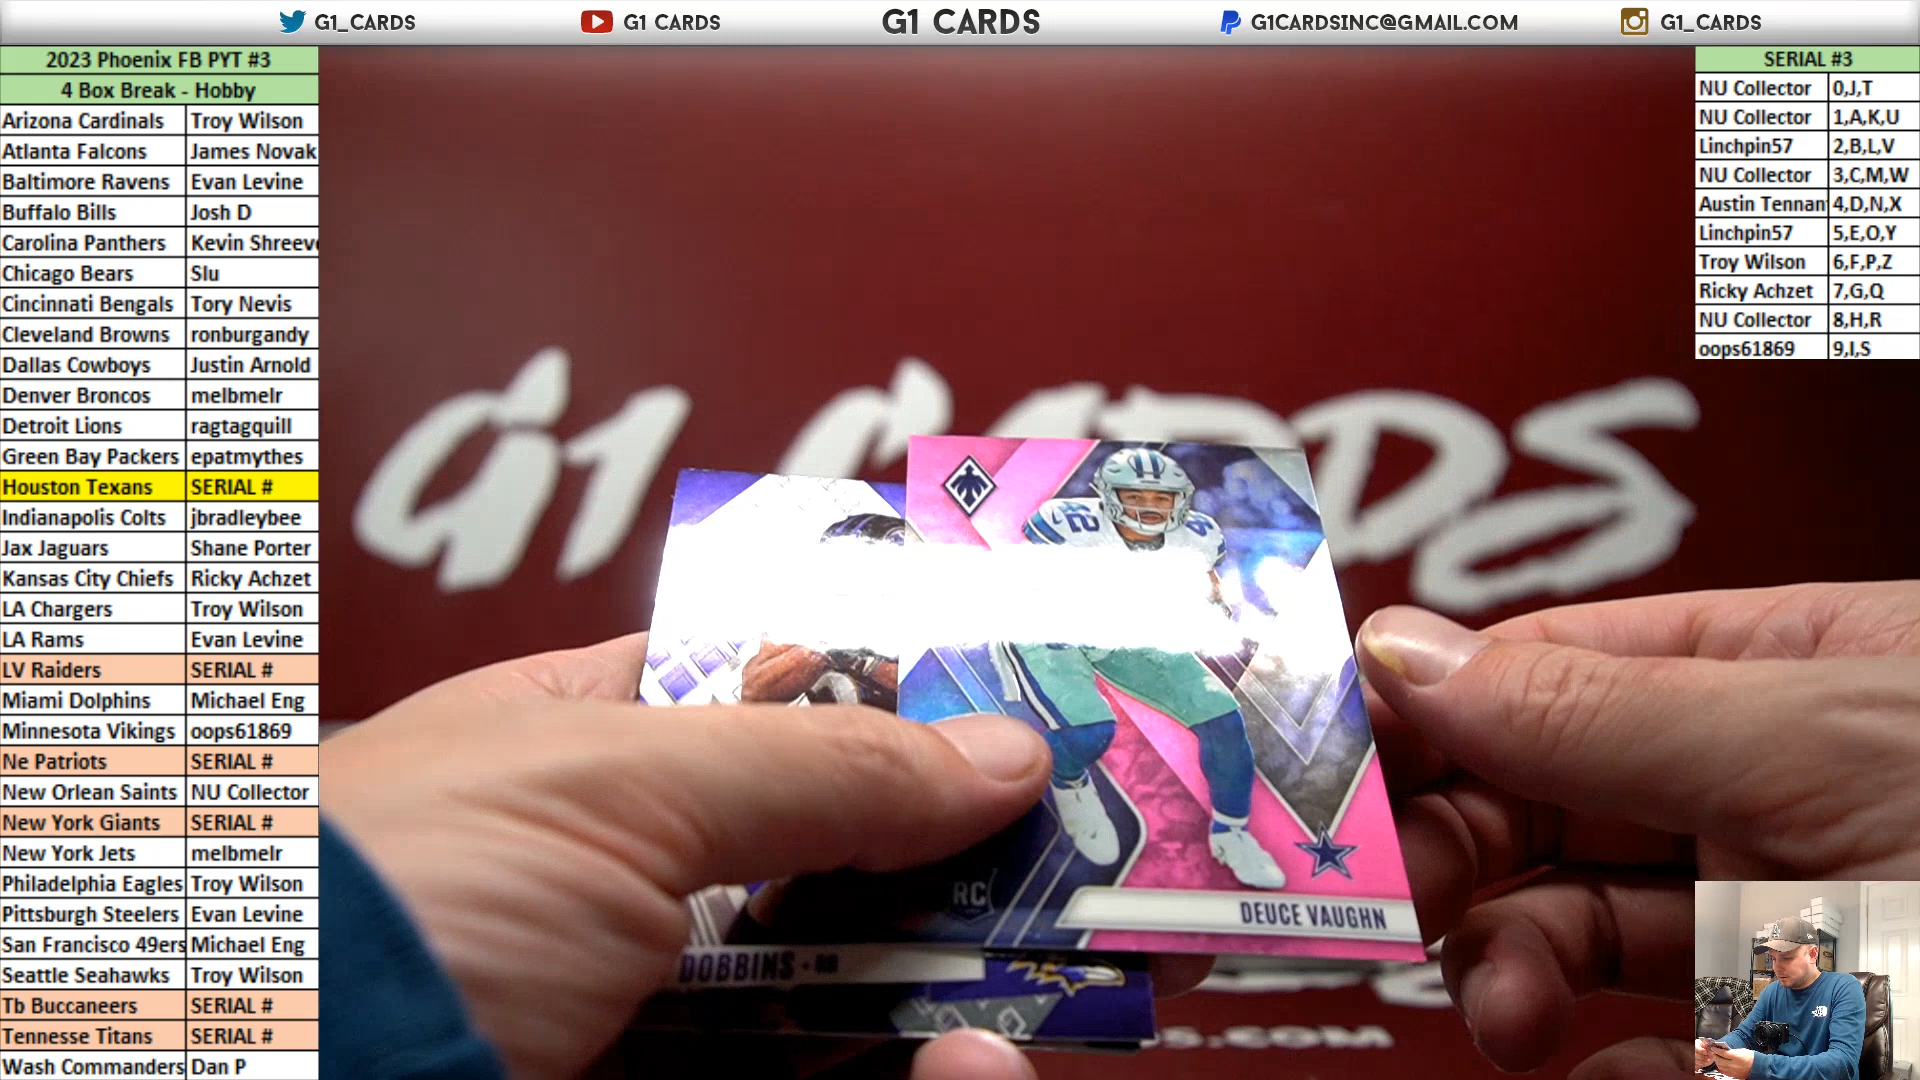 G1_CARDS
G1 CARDS
G1 CARDS
G1CARDSINC@GMAIL.COM
G1_CARDS
2023 Phoenix FB PYT #3
4 Box Break - Hobby
Arizona Cardinals Troy Wilson
Atlanta Falcons James Novak
Baltimore Ravens Evan Levine
Buffalo Bills Josh D
Carolina Panthers Kevin Shreeve
Chicago Bears Slu
Cincinnati Bengals Tory Nevis
Cleveland Browns ronburgandy
Dallas Cowboys Justin Arnold
Denver Broncos melbmelr
Detroit Lions ragtagquill
Green Bay Packers epatmythes
Houston Texans SERIAL #
Indianapolis Colts jbradleybee
Jax Jaguars Shane Porter
Kansas City Chiefs Ricky Achzet
LA Chargers Troy Wilson
LA Rams Evan Levine
LV Raiders SERIAL #
Miami Dolphins Michael Eng
Minnesota Vikings oops61869
Ne Patriots SERIAL #
New Orlean Saints NU Collector
New York Giants SERIAL #
New York Jets melbmelr
Philadelphia Eagles Troy Wilson
Pittsburgh Steelers Evan Levine
San Francisco 49ers Michael Eng
Seattle Seahawks Troy Wilson
Tb Buccaneers SERIAL #
Tennesse Titans SERIAL #
Wash Commanders Dan P
SERIAL #3
NU Collector 0,J,T
NU Collector 1,A,K,U
Linchpin57 2,B,L,V
NU Collector 3,C,M,W
Austin Tennan 4,D,N,X
Linchpin57 5,E,O,Y
Troy Wilson 6,F,P,Z
Ricky Achzet 7,G,Q
NU Collector 8,H,R
oops61869 9,I,S
G1 CARDS
42
RC
DEUCE VAUGHN
DOBBINS • RB
S.COM